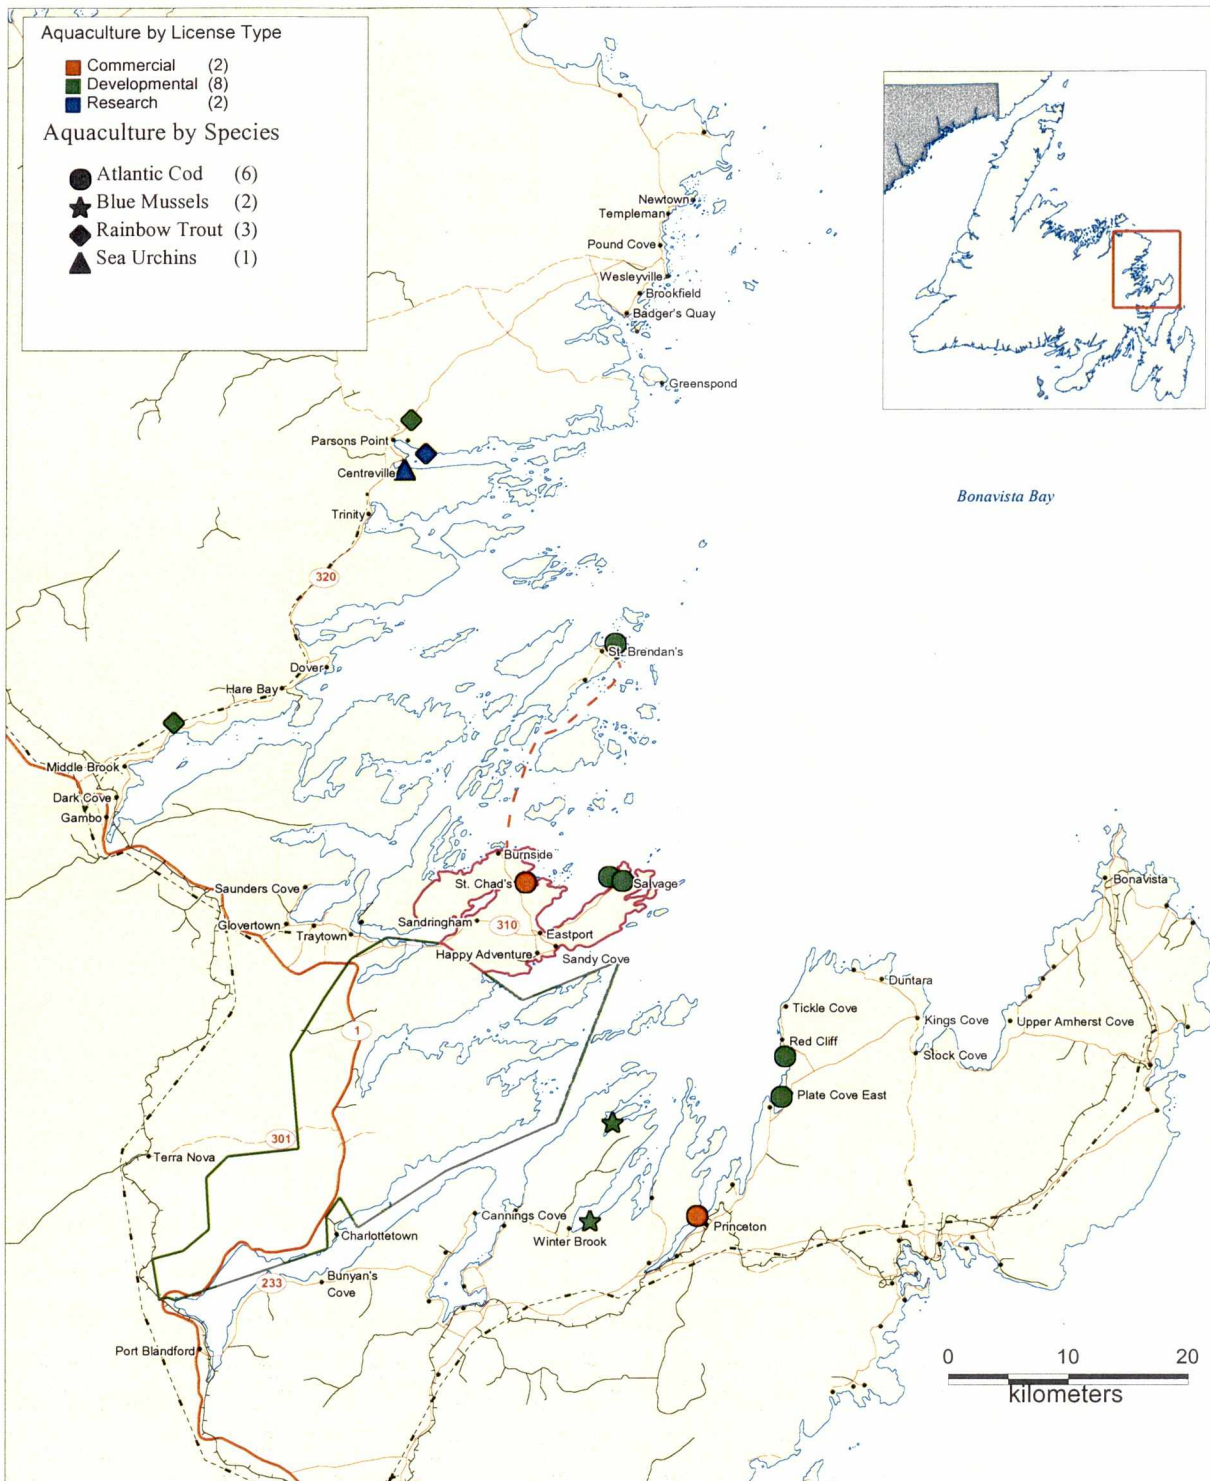 Aquaculture by License Type
Commercial (2)
Developmental (8)
Research (2)
Aquaculture by Species
Atlantic Cod (6)
Blue Mussels (2)
Rainbow Trout (3)
Sea Urchins (1)
Newtown
Templeman
Pound Cove
Wesleyville
Brookfield
Badger's Quay
Greenspond
Parsons Point
Centreville
Bonavista Bay
Trinity
320
St. Brendan's
Dover
Hare Bay
Middle Brook
Dark Cove
Gambo
Burnside
St. Chad's
Salvage
Bonavista
Saunders Cove
Glovertown
Traytown
Sandringham
310
Eastport
Happy Adventure
Sandy Cove
Duntara
Tickle Cove
Kings Cove
Upper Amherst Cove
1
Red Cliff
Stock Cove
Plate Cove East
301
Terra Nova
Cannings Cove
Princeton
Charlottetown
Winter Brook
233
Bunyan's
Cove
Port Blandford
0 10 20
kilometers